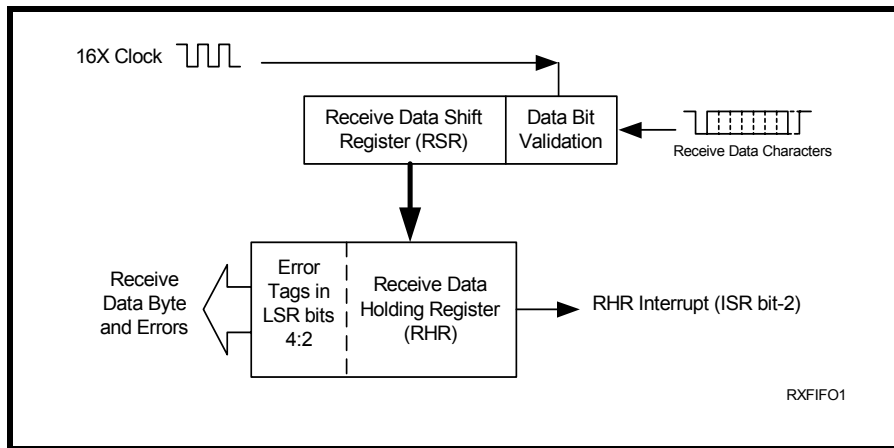 16X Clock
Receive Data Shift
Register (RSR)
Data Bit
Validation
Receive Data Characters
Receive
Data Byte
and Errors
Error
Tags in
LSR bits
4:2
Receive Data
Holding Register
(RHR)
RHR Interrupt (ISR bit-2)
RXFIFO1